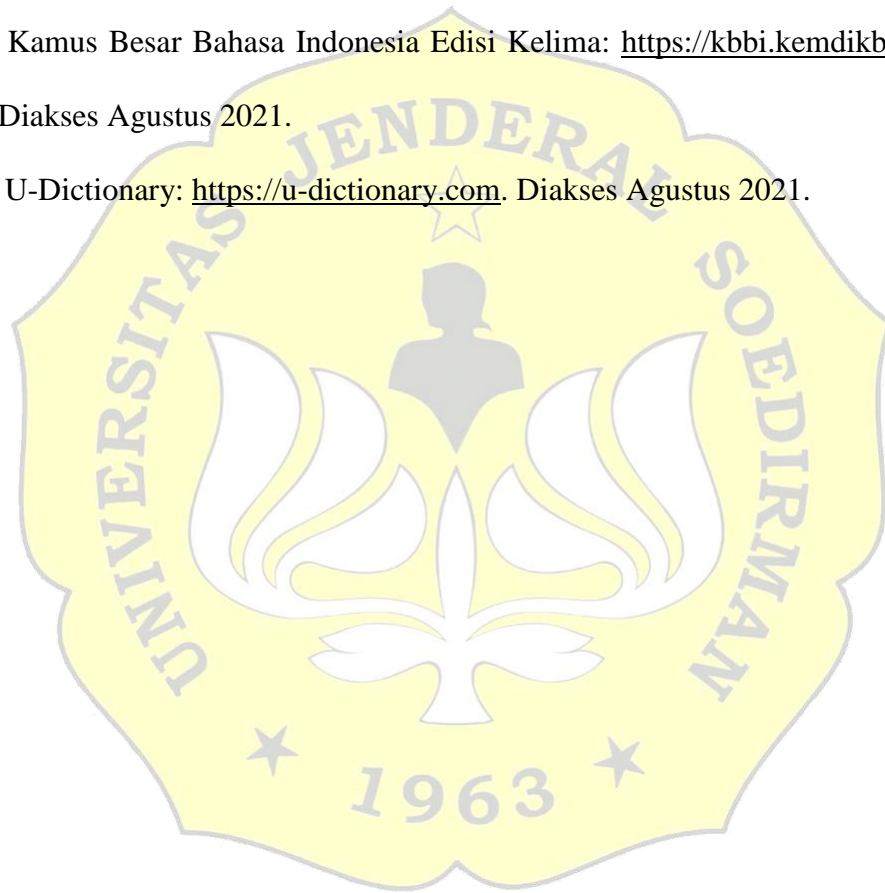 Kamus Besar Bahasa Indonesia Edisi Kelima: https://kbbi.kemdikb
Diakses Agustus 2021.
U-Dictionary: https://u-dictionary.com. Diakses Agustus 2021.
UNIVERSITAS JENDERAL SOEDIRMAN
1963